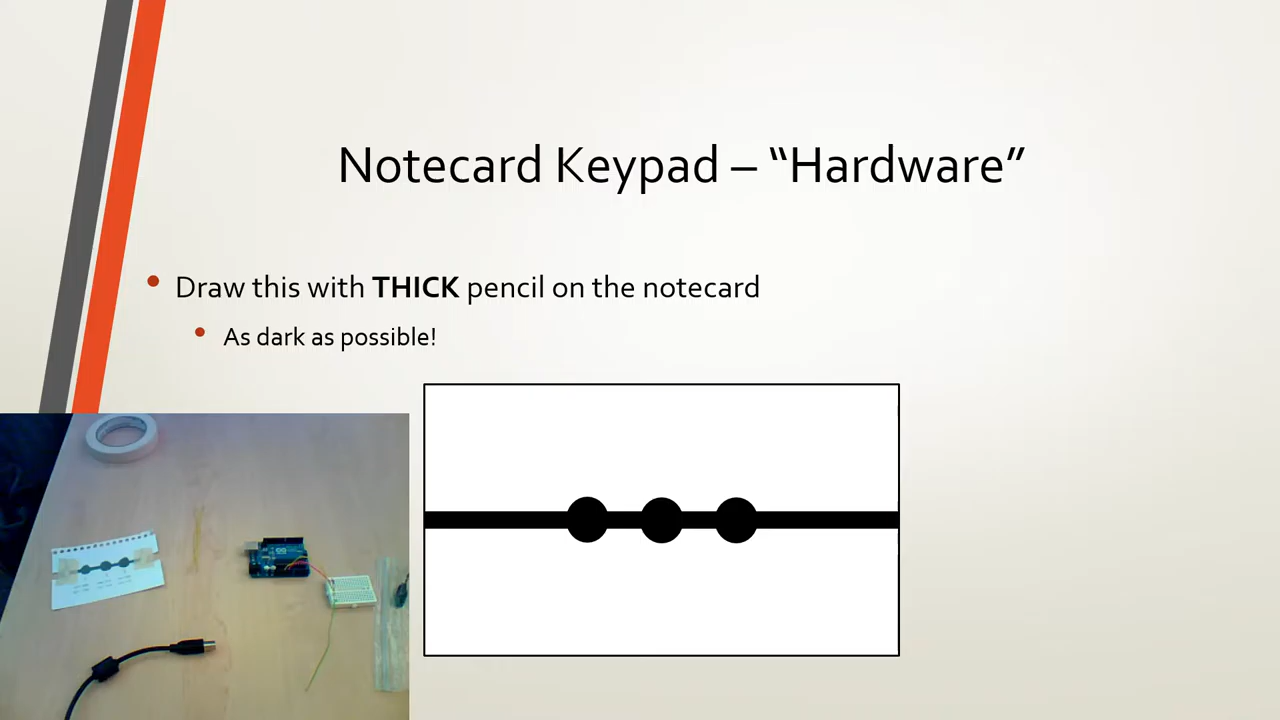 Notecard Keypad – “Hardware”
Draw this with THICK pencil on the notecard
As dark as possible!